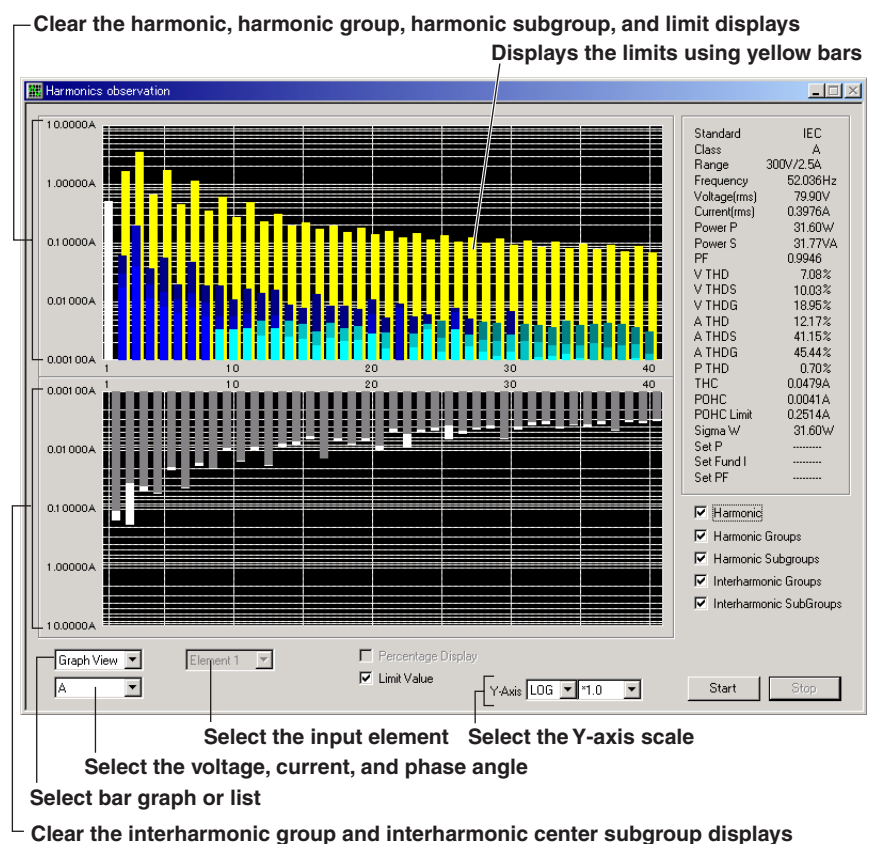 Clear the harmonic, harmonic group, harmonic subgroup, and limit displays
Displays the limits using yellow bars
Harmonics observation
10.0000A
1.00000A
0.10000A
0.01000A
0.00100A
1 10 20 30 40
1 10 20 30 40
0.00100A
0.01000A
0.10000A
1.00000A
10.0000A
Standard IEC
Class A
Range 300V/2.5A
Frequency 52.036Hz
Voltage(rms) 79.90V
Current(rms) 0.3976A
Power P 31.60W
Power S 31.77VA
PF 0.9946
V THD 7.08%
V THDS 10.03%
V THDG 18.95%
A THD 12.17%
A THDS 41.15%
A THDG 45.44%
P THD 0.70%
THC 0.0479A
POHC 0.0041A
POHC Limit 0.2514A
Sigma W 31.60W
Set P ---------
Set Fund I ---------
Set PF ---------
Harmonic
Harmonic Groups
Harmonic Subgroups
Interharmonic Groups
Interharmonic SubGroups
Graph View
Element 1
Percentage Display
A
Limit Value
Y-Axis LOG *1.0
Start
Stop
Select the input element
Select the Y-axis scale
Select the voltage, current, and phase angle
Select bar graph or list
Clear the interharmonic group and interharmonic center subgroup displays